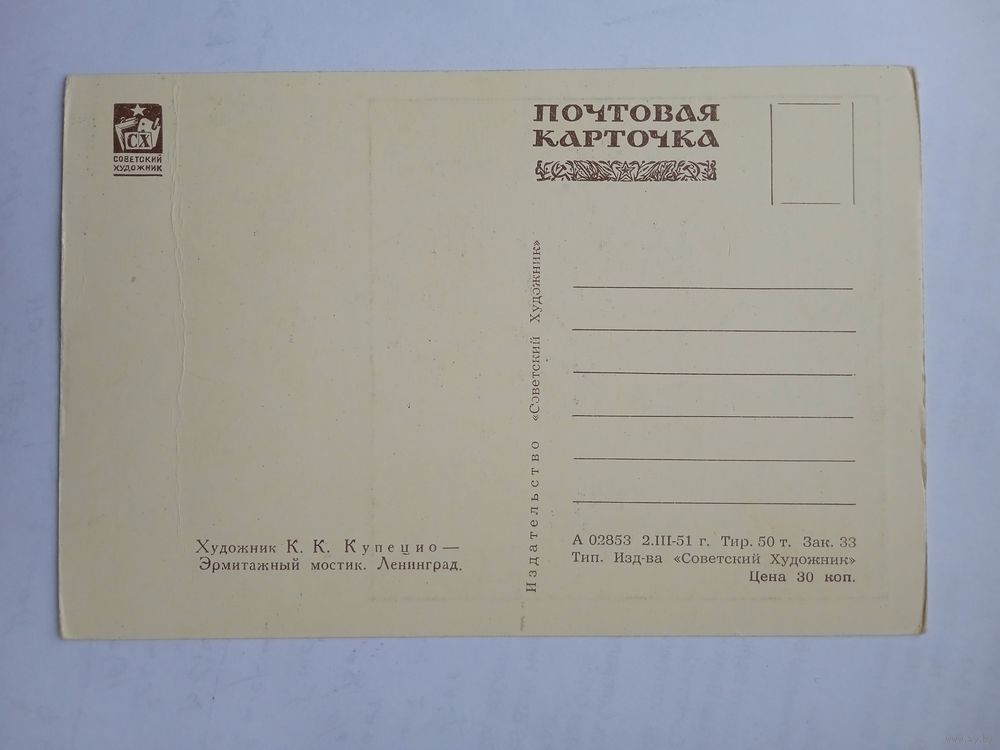 СХ
СОВЕТСКИЙ
ХУДОЖНИК
ПОЧТОВАЯ
КАРТОЧКА
Издательство «Советский Художник»
Художник К. К. Купецио —
Эрмитажный мостик. Ленинград.
А 02853 2.III-51 г. Тир. 50 т. Зак. 33
Тип. Изд-ва «Советский Художник»
Цена 30 коп.